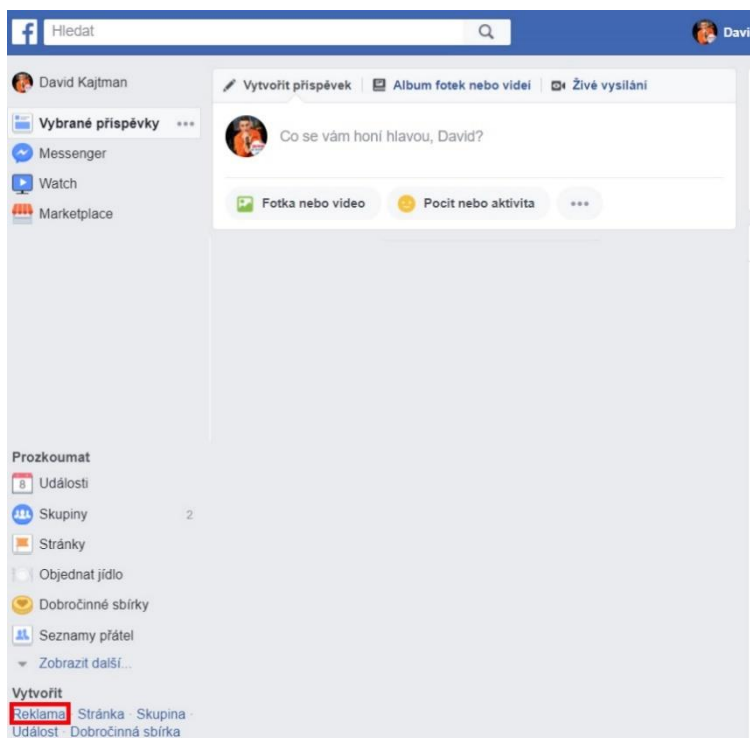 f Hledat Davi
David Kajtman
Vybrané příspěvky
Messenger
Watch
Marketplace
Vytvořit příspěvek Album fotek nebo videí Živé vysílání
Co se vám honí hlavou, David?
Fotka nebo video Pocit nebo aktivita
Prozkoumat
8 Události
Skupiny 2
Stránky
Objednat jídlo
Dobročinné sbírky
Seznamy přátel
Zobrazit další...
Vytvořit
Reklama · Stránka · Skupina ·
Událost · Dobročinná sbírka